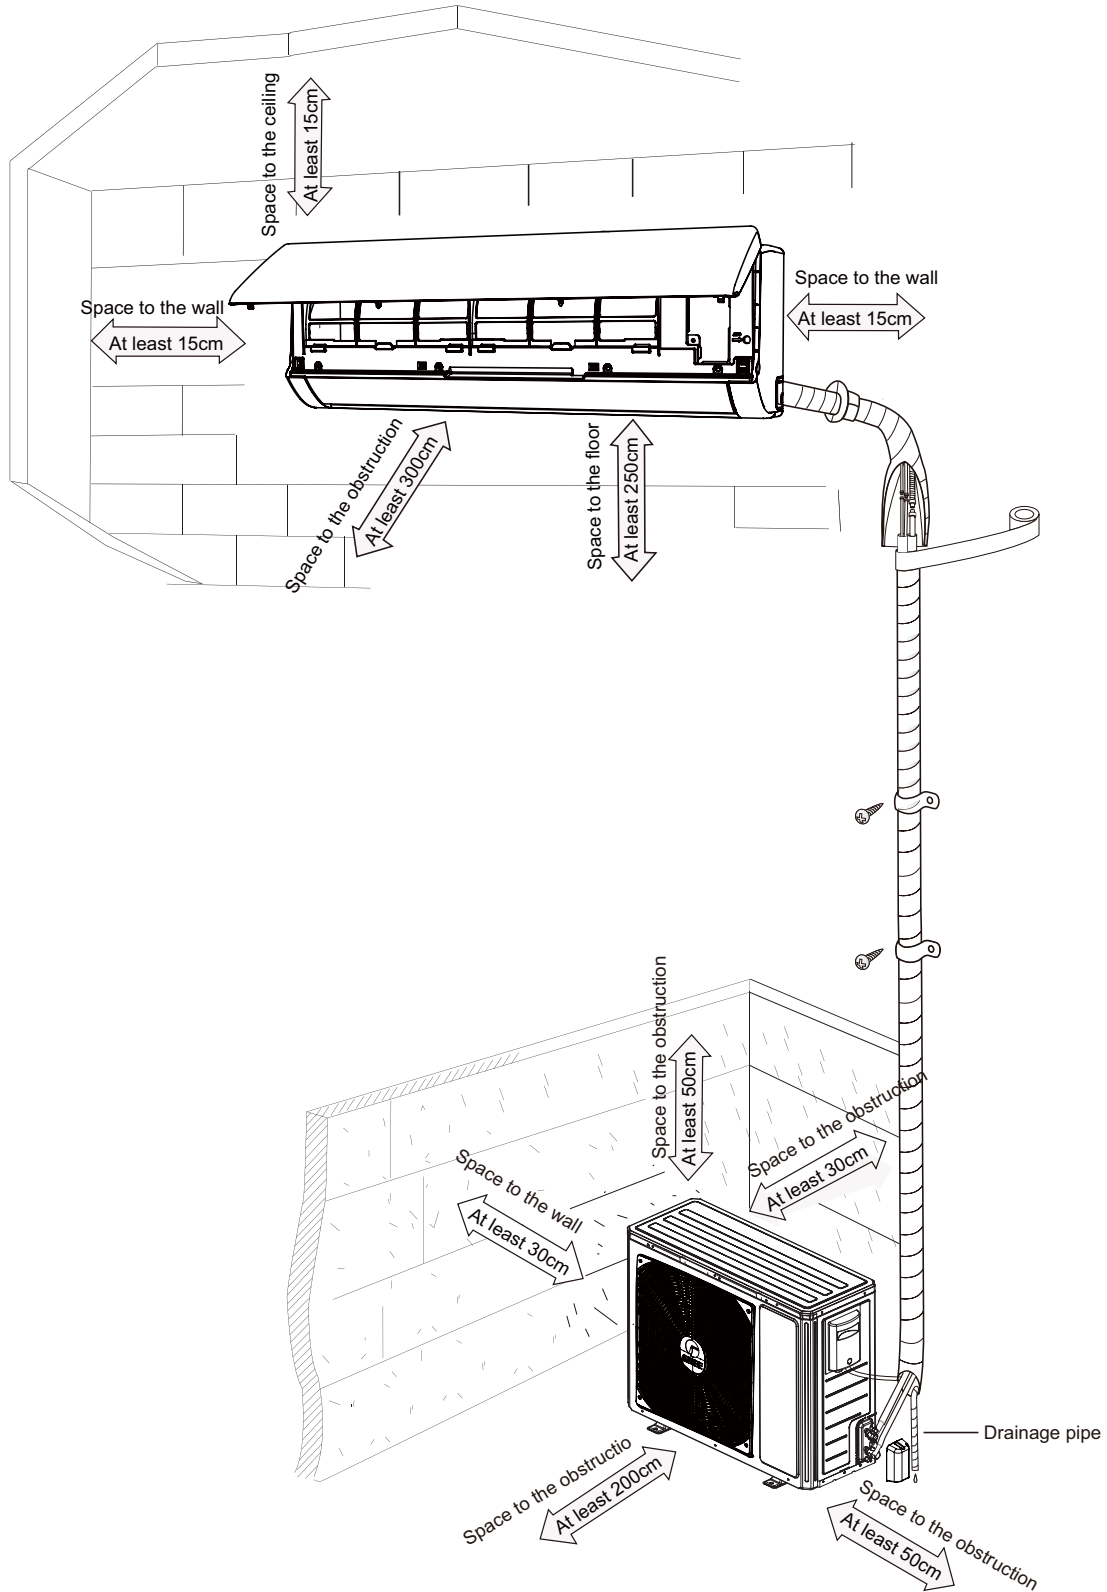 Space to the ceiling
At least 15cm
Space to the wall
At least 15cm
Space to the wall
At least 15cm
Space to the obstruction
At least 300cm
Space to the floor
At least 250cm
Space to the obstruction
At least 50cm
Space to the obstruction
At least 30cm
Space to the wall
At least 30cm
Drainage pipe
Space to the obstructio
At least 200cm
Space to the obstruction
At least 50cm